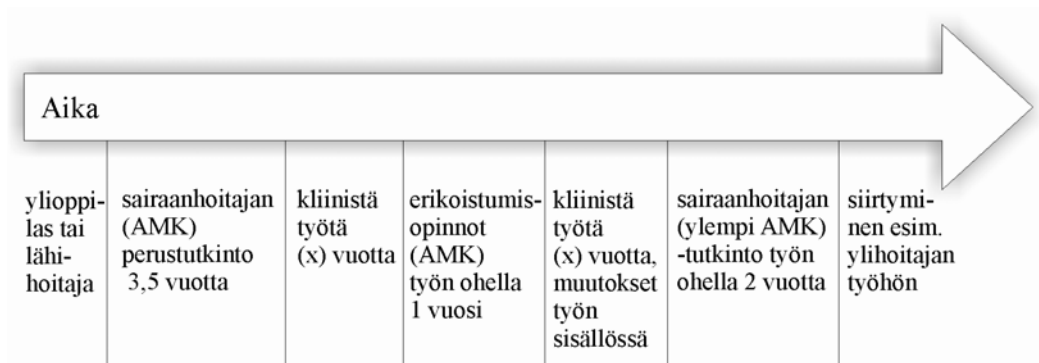 Aika
ylioppi-
las tai
lähi-
hoitaja
sairaanhoitajan
(AMK)
perustutkinto
3,5 vuotta
kliinistä
työtä
(x) vuotta
erikoistumis-
opinnot
(AMK)
työn ohella
1 vuosi
kliinistä
työtä
(x) vuotta,
muutokset
työn
sisällössä
sairaanhoitajan
(ylempi AMK)
-tutkinto työn
ohella 2 vuotta
siirtymi-
nen esim.
ylihoitajan
työhön